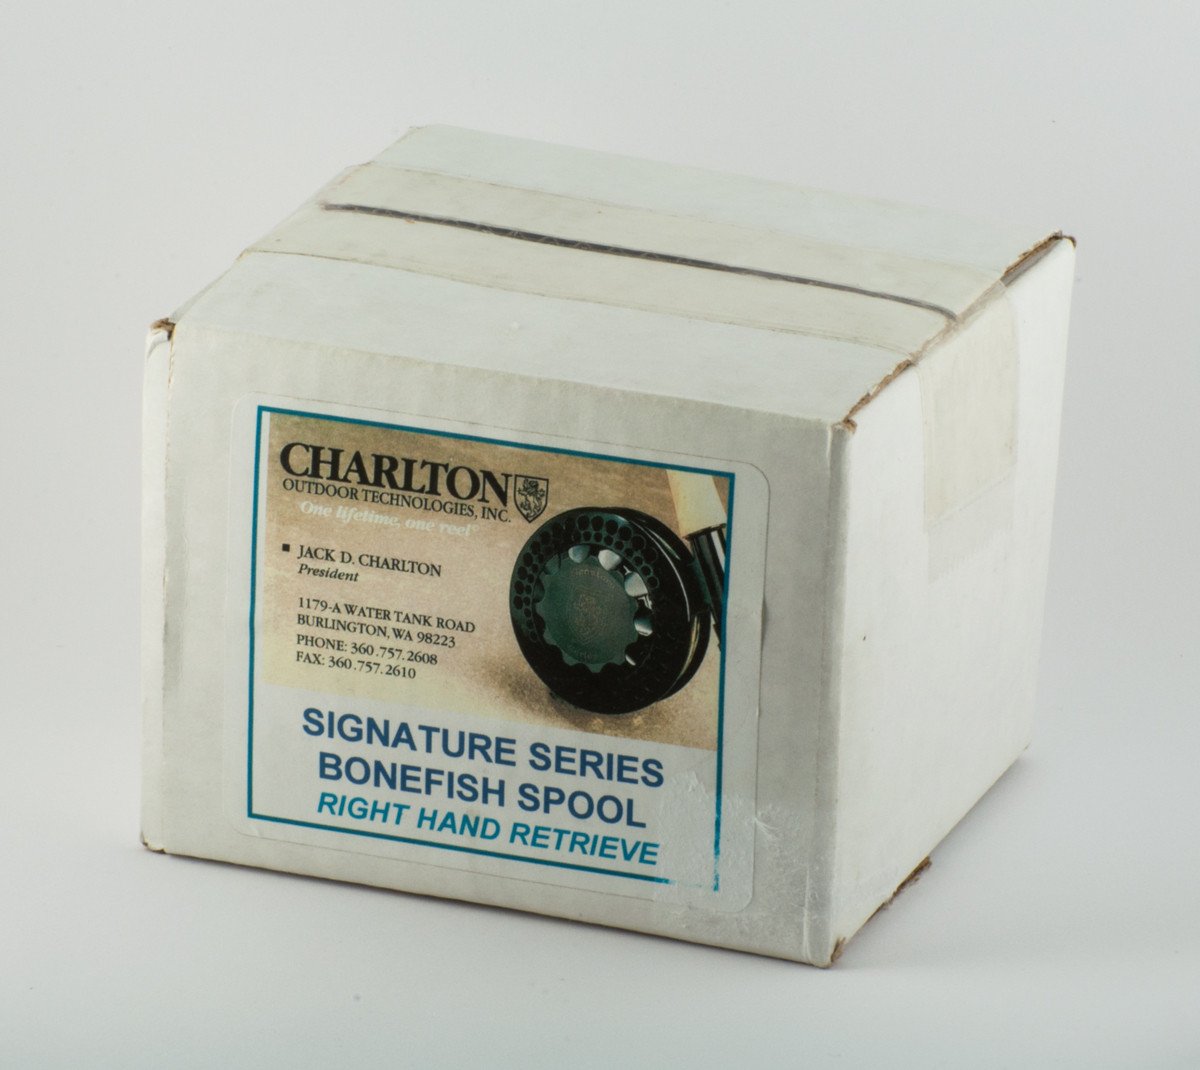 CHARLTON
OUTDOOR TECHNOLOGIES, INC.
One lifetime, one reel
■ JACK D. CHARLTON
President
1179-A WATER TANK ROAD
BURLINGTON, WA 98223
PHONE: 360.757.2608
FAX: 360.757.2610
SIGNATURE SERIES
BONEFISH SPOOL
RIGHT HAND RETRIEVE